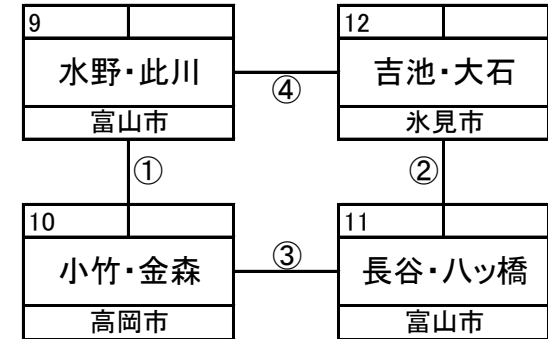 9
水野・此川
富山市
12
吉池・大石
氷見市
④
①
②
10
小竹・金森
高岡市
③
11
長谷・八ッ橋
富山市